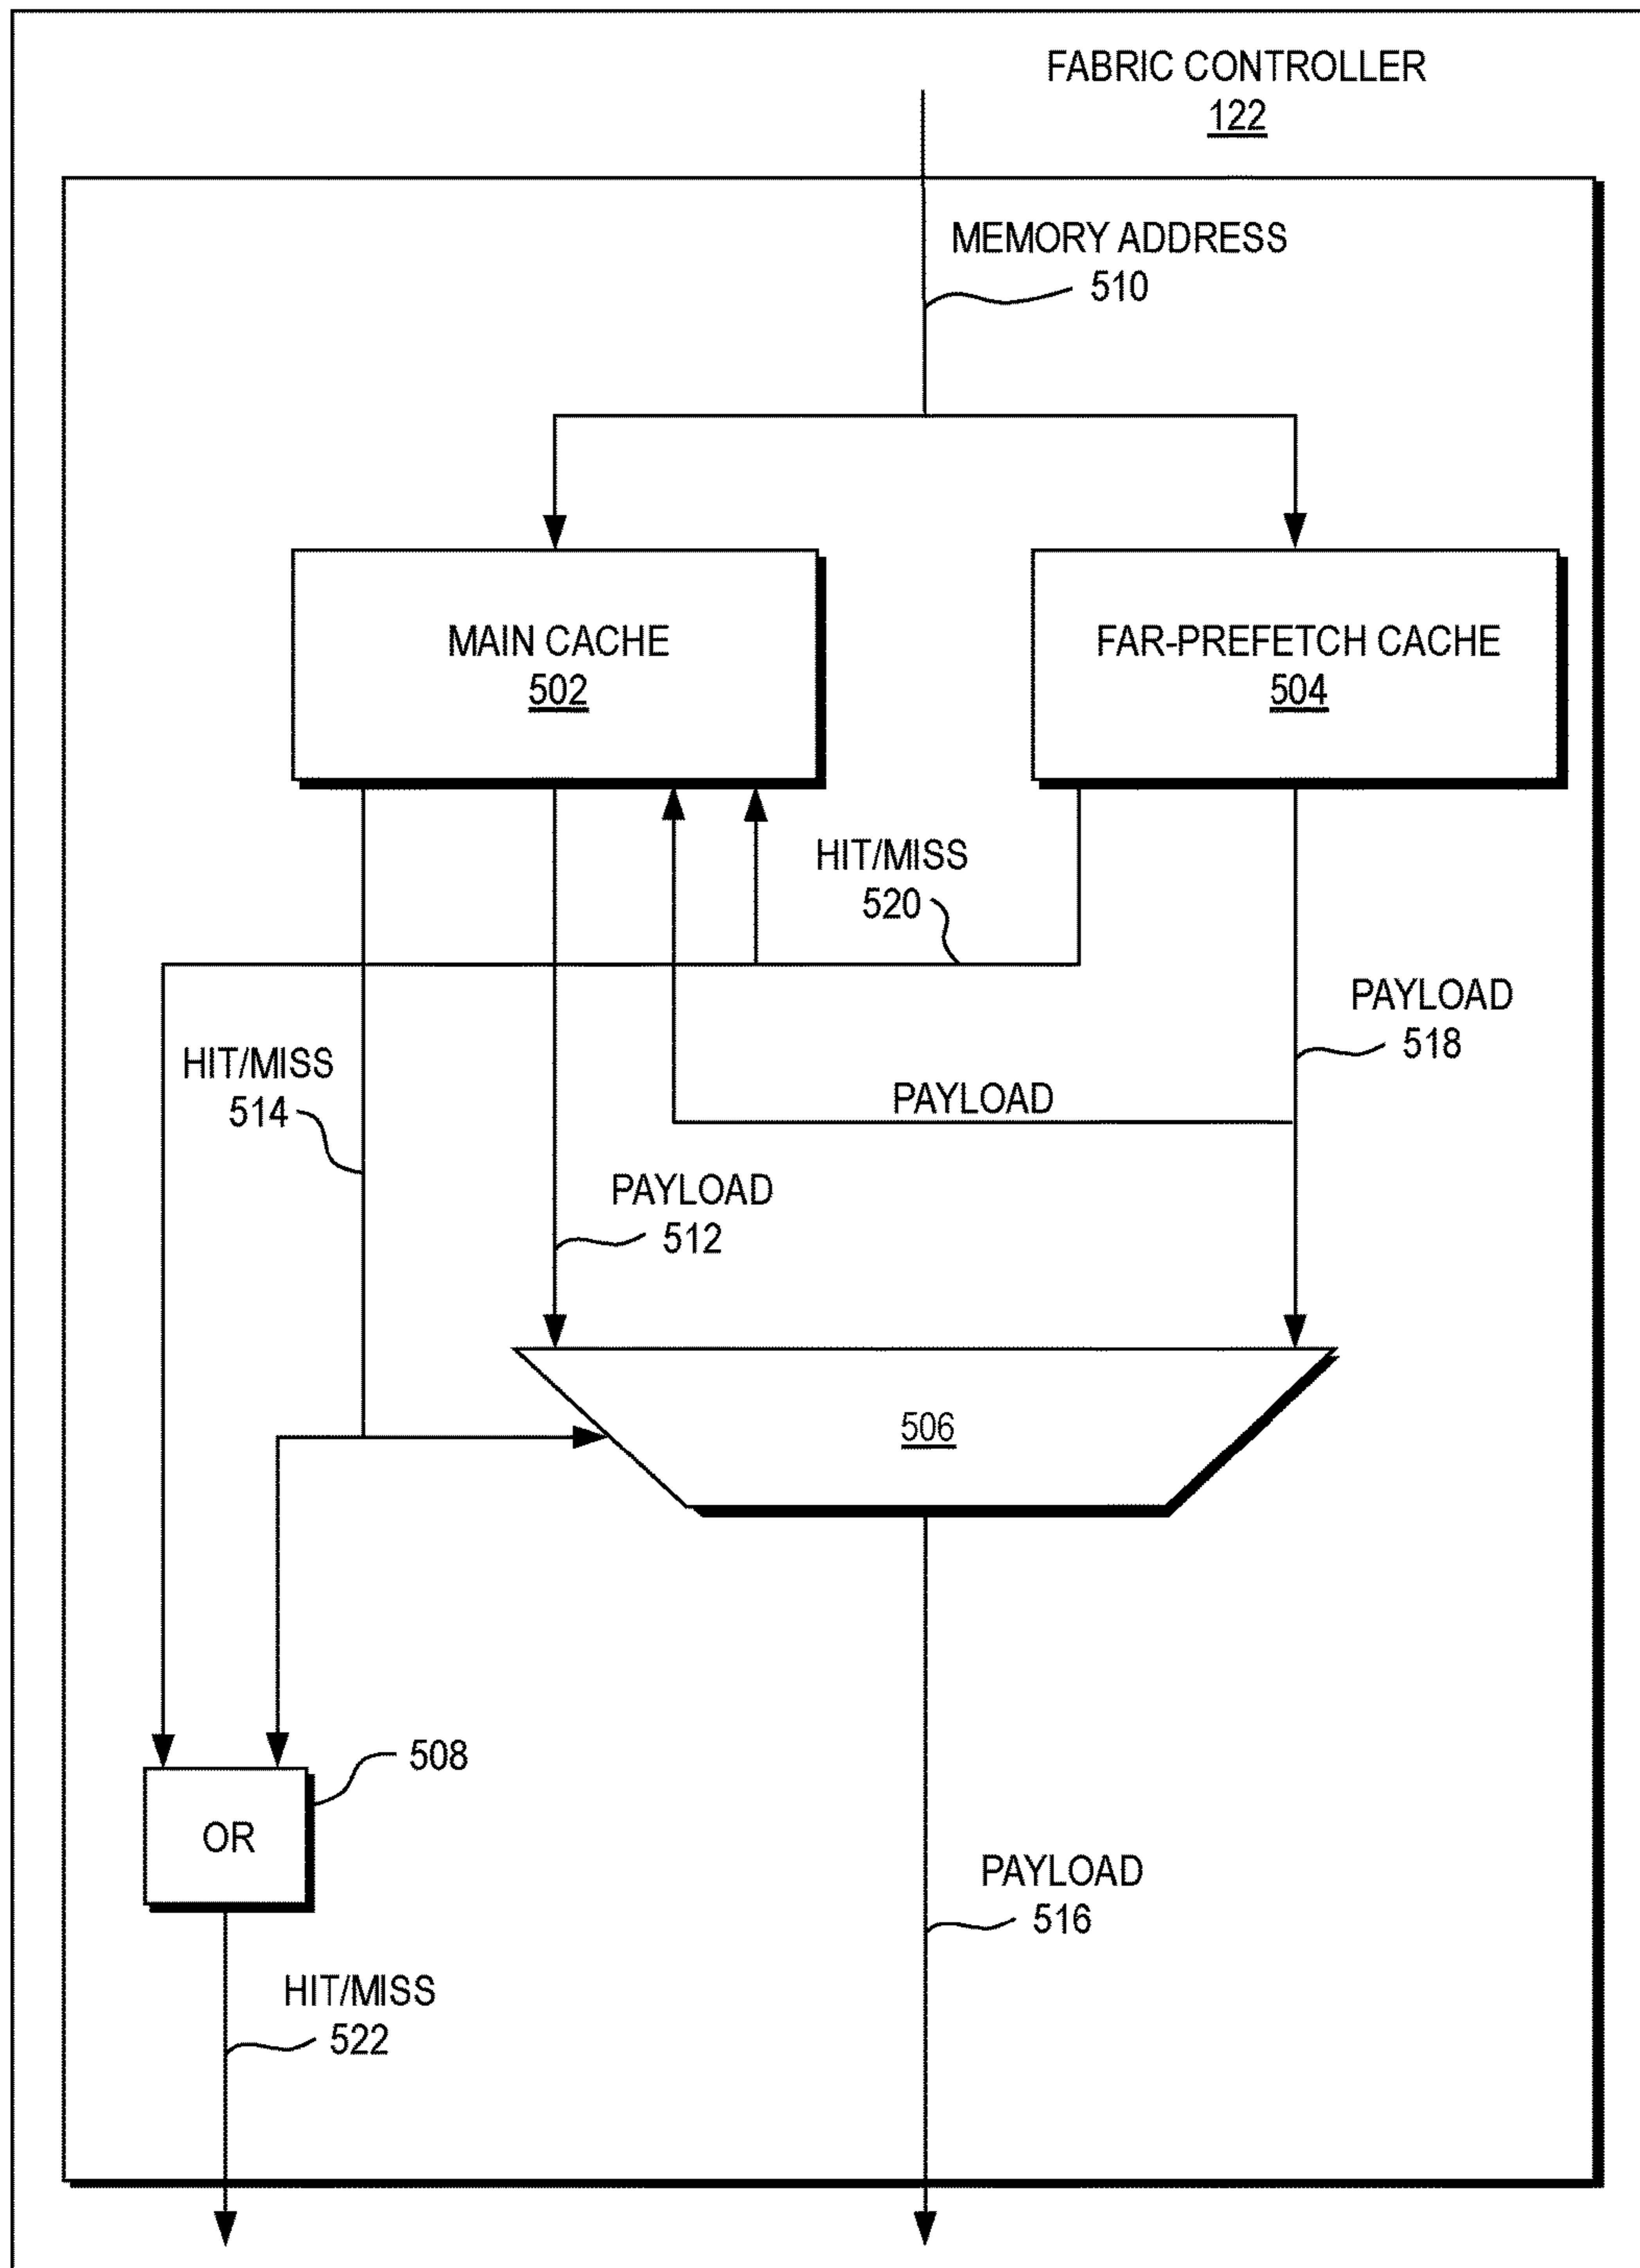 FABRIC CONTROLLER
122
MEMORY ADDRESS
510
MAIN CACHE
502
FAR-PREFETCH CACHE
504
HIT/MISS
520
PAYLOAD
518
HIT/MISS
514
PAYLOAD
PAYLOAD
512
506
508
OR
PAYLOAD
516
HIT/MISS
522